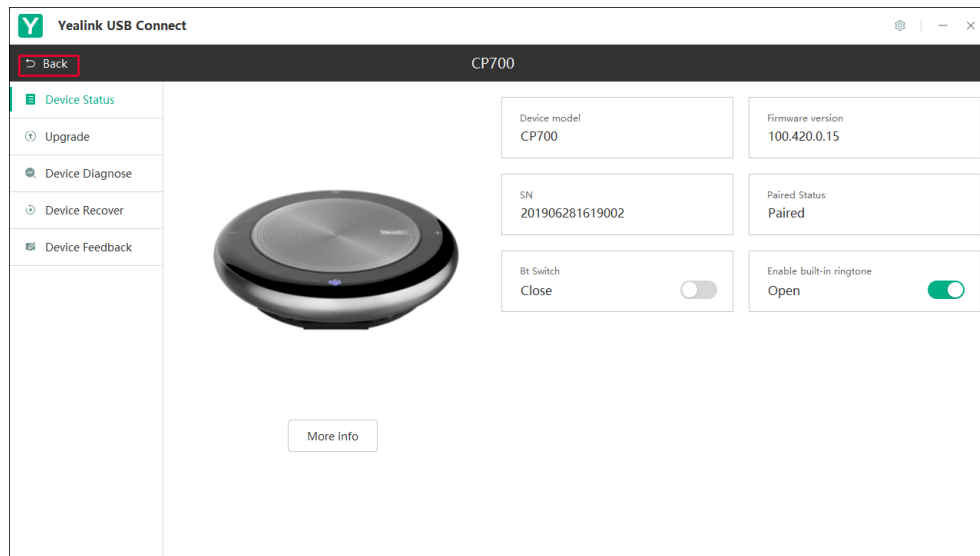 Yealink USB Connect
Back
CP700
Device Status
Upgrade
Device Diagnose
Device Recover
Device Feedback
Yealink
More info
Device model
CP700
Firmware version
100.420.0.15
SN
201906281619002
Paired Status
Paired
Bt Switch
Close
Enable built-in ringtone
Open